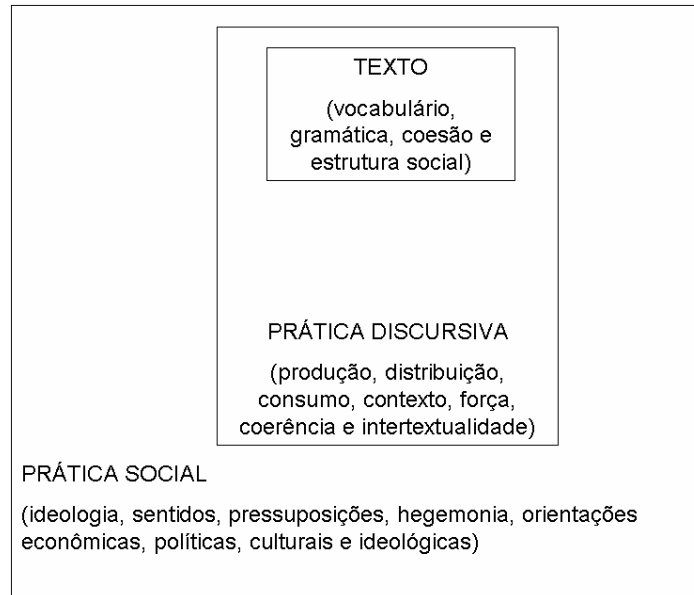 TEXTO
(vocabulário,
gramática, coesão e
estrutura social)
PRÁTICA DISCURSIVA
(produção, distribuição,
consumo, contexto, força,
coerência e intertextualidade)
PRÁTICA SOCIAL
(ideologia, sentidos, pressuposições, hegemonia, orientações
econômicas, políticas, culturais e ideológicas)